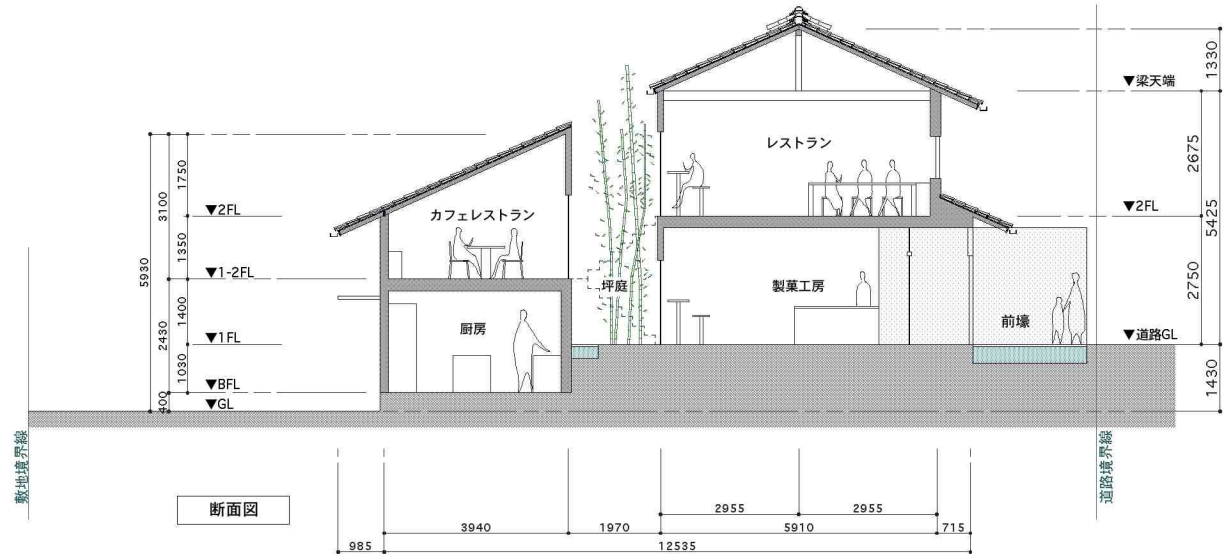 1330
▼梁天端
レストラン
2675
1750
3100
▼2FL
カフェレストラン
▼2FL
5425
1350
5930
▼1-2FL
坪庭
製菓工房
2750
1400
厨房
前壕
2430
▼1FL
▼道路GL
1030
▼BFL
1430
400
▼GL
敷地境界線
道路境界線
断面図
2955
2955
3940
1970
5910
715
985
12535